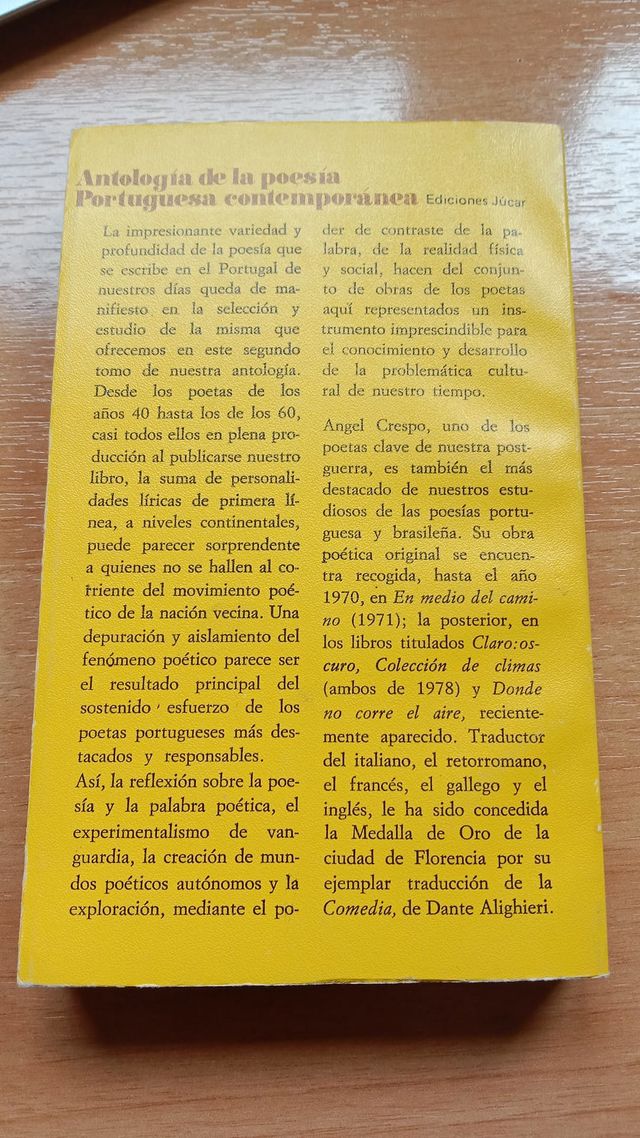 Antología de la poesía
Portuguesa contemporánea Ediciones Júcar
La impresionante variedad y
profundidad de la poesía que
se escribe en el Portugal de
nuestros días queda de ma-
nifiesto en la selección y
estudio de la misma que
ofrecemos en este segundo
tomo de nuestra antología.
Desde los poetas de los
años 40 hasta los de los 60,
casi todos ellos en plena pro-
ducción al publicarse nuestro
libro, la suma de personali-
dades líricas de primera lí-
nea, a niveles continentales,
puede parecer sorprendente
a quienes no se hallen al co-
rriente del movimiento poé-
tico de la nación vecina. Una
depuración y aislamiento del
fenómeno poético parece ser
el resultado principal del
sostenido esfuerzo de los
poetas portugueses más des-
tacados y responsables.
Así, la reflexión sobre la poe-
sía y la palabra poética, el
experimentalismo de van-
guardia, la creación de mun-
dos poéticos autónomos y la
exploración, mediante el po-
der de contraste de la pa-
labra, de la realidad física
y social, hacen del conjun-
to de obras de los poetas
aquí representados un ins-
trumento imprescindible para
el conocimiento y desarrollo
de la problemática cultu-
ral de nuestro tiempo.
Angel Crespo, uno de los
poetas clave de nuestra post-
guerra, es también el más
destacado de nuestros estu-
diosos de las poesías portu-
guesa y brasileña. Su obra
poética original se encuen-
tra recogida, hasta el año
1970, en En medio del cami-
no (1971); la posterior, en
los libros titulados Claro:os-
curo, Colección de climas
(ambos de 1978) y Donde
no corre el aire, reciente-
mente aparecido. Traductor
del italiano, el retorromano,
el francés, el gallego y el
inglés, le ha sido concedida
la Medalla de Oro de la
ciudad de Florencia por su
ejemplar traducción de la
Comedia, de Dante Alighieri.